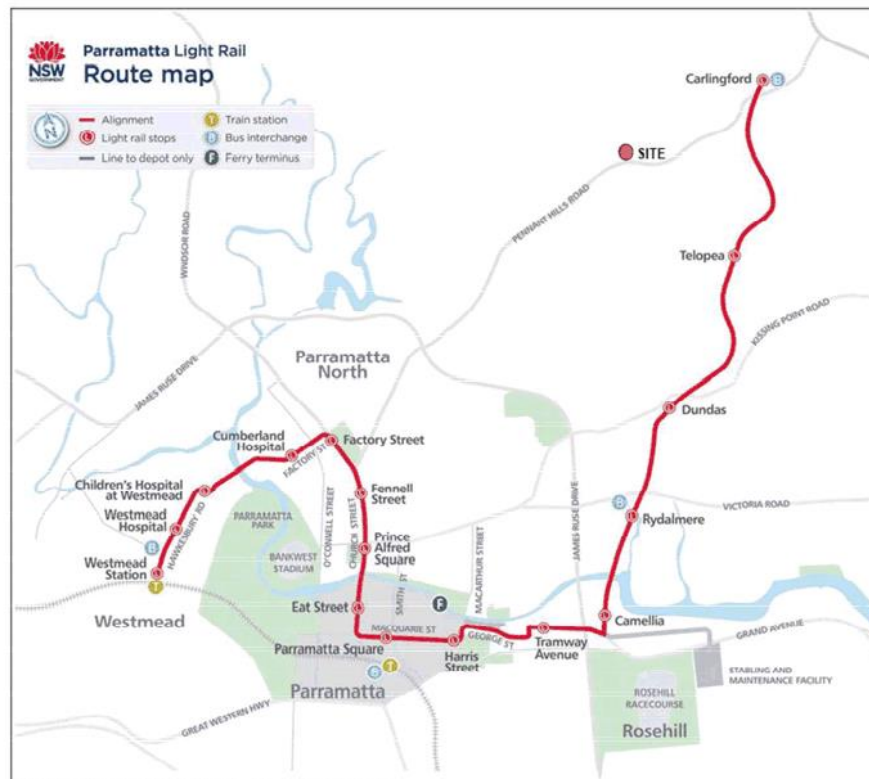 NSW
GOVERNMENT
Parramatta Light Rail
Route map
N
Alignment
Light rail stops
Line to depot only
T Train station
B Bus interchange
F Ferry terminus
Carlingford
L
B
SITE
PENNANT HILLS ROAD
WINDSOR ROAD
Telopea
L
KISSING POINT ROAD
JAMES RUSE DRIVE
Parramatta
North
Dundas
L
Cumberland
Hospital
L
FACTORY ST
L
Factory Street
Children's Hospital
at Westmead
L
Fennell
Street
L
VICTORIA ROAD
B
Rydalmere
L
Westmead
Hospital
L
HAWKESBURY RD
PARRAMATTA
PARK
O'CONNELL STREET
CHURCH STREET
Prince
Alfred
Square
L
MACARTHUR STREET
JAMES RUSE DRIVE
B
Westmead
Station
L
T
BANKWEST
STADIUM
SMITH ST
Westmead
Eat Street
L
F
Camellia
L
MACQUARIE ST
GEORGE ST
L
GRAND AVENUE
Parramatta Square
L
Harris
Street
L
Tramway
Avenue
STABLING AND
MAINTENANCE FACILITY
B
T
Parramatta
ROSEHILL
RACECOURSE
GREAT WESTERN HWY
Rosehill